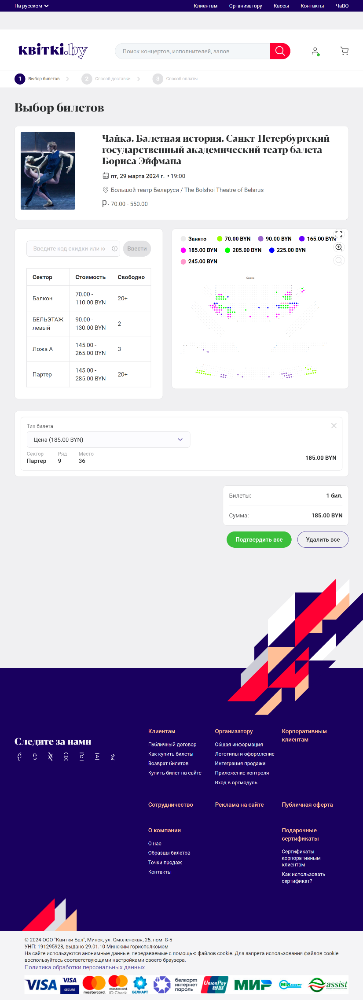 На русском
Клиентам Организатору Кассы Контакты ЧаВО
квiткi.by
Поиск концертов, исполнителей, залов
1 Выбор билетов 2 Способ доставки 3 Способ оплаты
Выбор билетов
Чайка. Балетная история. Санкт-Петербургский
государственный академический театр балета
Бориса Эйфмана
пт, 29 марта 2024 г. • 19:00
Большой театр Беларуси / The Bolshoi Theatre of Belarus
р. 70.00 - 550.00
Введите код скидки или к
Ввести
Сектор Стоимость Свободно
Балкон 70.00 - 110.00 BYN 20+
БЕЛЬЭТАЖ левый 90.00 - 130.00 BYN 2
Ложа А 145.00 - 265.00 BYN 3
Партер 145.00 - 285.00 BYN 20+
Занято 70.00 BYN 90.00 BYN 165.00 BYN
185.00 BYN 205.00 BYN 225.00 BYN
245.00 BYN
Сцена
Тип билета
Цена (185.00 BYN)
Сектор Ряд Место
Партер 9 36
185.00 BYN
Билеты: 1 бил.
Сумма: 185.00 BYN
Подтвердить все Удалить все
Следите за нами
Клиентам
Публичный договор
Как купить билеты
Возврат билетов
Купить билет на сайте
Организатору
Общая информация
Логотипы и оформление
Интеграция продажи
Приложение контроля
Вход в оргмодуль
Корпоративным
клиентам
Сотрудничество
Реклама на сайте
Публичная оферта
О компании
О нас
Образцы билетов
Точки продаж
Контакты
Подарочные
сертификаты
Сертификаты
корпоративным
клиентам
Как использовать
сертификат?
© 2024 ООО "Квитки Бел", Минск, ул. Смоленская, 25, пом. 8-5
УНП: 191295928, выдано 29.01.10 Минским горисполкомом
На сайте используются анонимные данные, передаваемые с помощью файлов cookie. Для запрета использования файлов cookie
воспользуйтесь соответствующими настройками своего браузера.
Политика обработки персональных данных
VISA
VISA
SECURE
mastercard.
mastercard.
ID Check
БЕЛКАРТ
белкарт
интернет
пароль
UnionPay
银联
МИР
MIR ACCEPT
assist